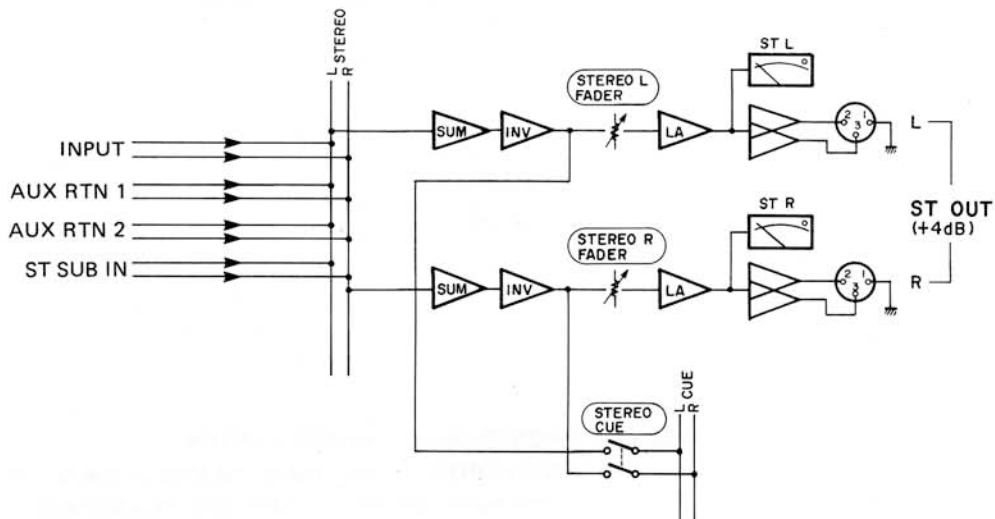 L STEREO
R
ST L
STEREO L
FADER
SUM
INV
LA
2 1
3
L
INPUT
AUX RTN 1
AUX RTN 2
ST SUB IN
ST R
STEREO R
FADER
SUM
INV
LA
2 1
3
R
ST OUT
(+4dB)
STEREO
CUE
L CUE
R